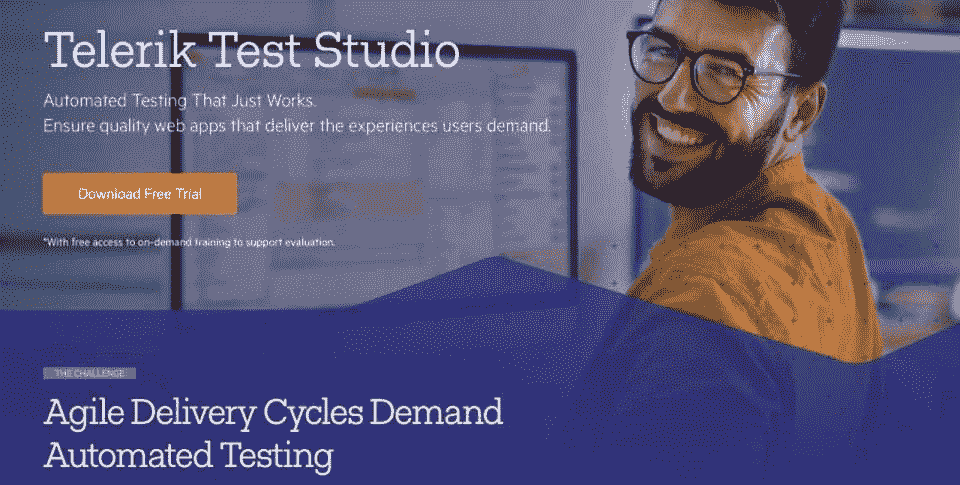 Telerik Test Studio
Automated Testing That Just Works.
Ensure quality web apps that deliver the experiences users demand.
Download Free Trial
*With free access to on-demand training to support evaluation.
THE CHALLENGE
Agile Delivery Cycles Demand
Automated Testing